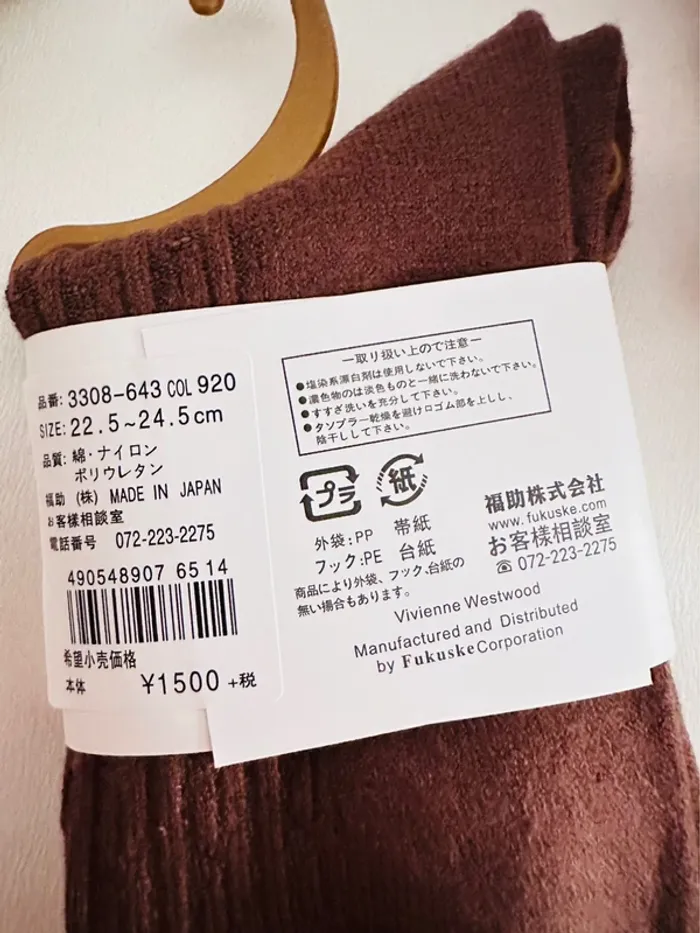 品番: 3308-643 COL 920
SIZE: 22.5~24.5cm
品質: 綿・ナイロン
ポリウレタン
福助 (株) MADE IN JAPAN
お客様相談室
電話番号 072-223-2275
490548907 6514
希望小売価格
本体 ¥1500 +税
ー取り扱い上のご注意ー
●塩染系漂白剤は使用しないで下さい。
●濃色物のは淡色ものと一緒に洗わないで下さい。
●すすぎ洗いを充分して下さい。
●タンブラー乾燥を避け口ゴム部を上しし、
陰干しして下さい。
プラ
紙
外袋:PP 帯紙
フック:PE 台紙
商品により外袋、フック、台紙の
無い場合もあります。
福助株式会社
www.fukuske.com
お客様相談室
☎072-223-2275
Vivienne Westwood
Manufactured and Distributed
by Fukuske Corporation